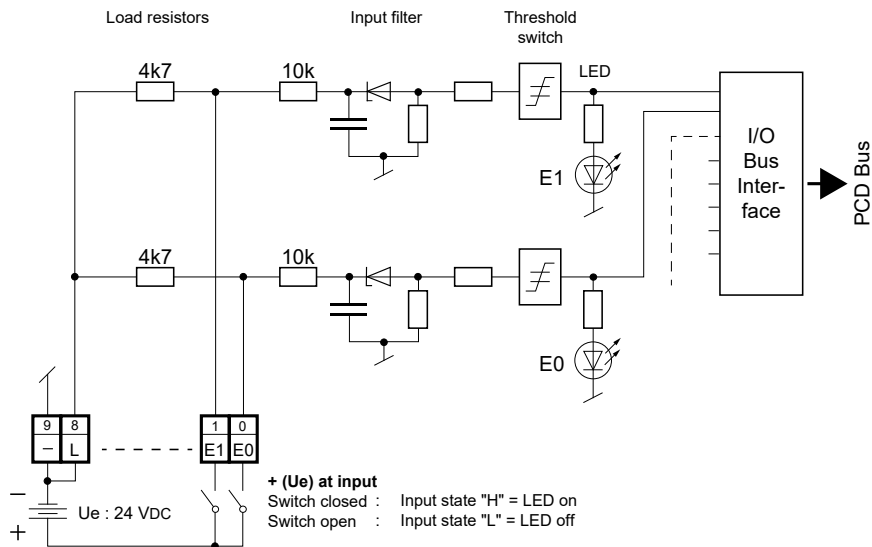 Load resistors
Input filter
Threshold
switch
4k7
10k
LED
E1
I/O
Bus
Inter-
face
PCD Bus
4k7
10k
E0
9
8
1
0
–
L
E1
E0
+ (Ue) at input
Switch closed : Input state "H" = LED on
Switch open : Input state "L" = LED off
–
+
Ue : 24 VDC